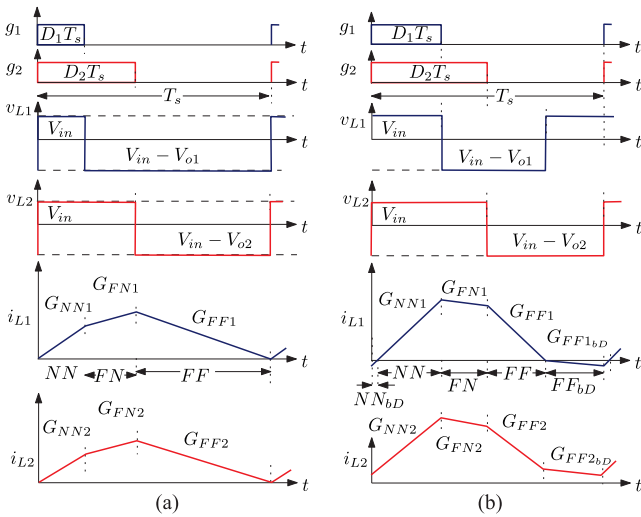 g1 D1Ts t
g2 D2Ts t
Ts
vL1 Vin Vin − Vo1 t
vL2 Vin Vin − Vo2 t
iL1 GNN1 GFN1 GFF1 t
NN FN FF
iL2 GNN2 GFN2 GFF2 t
(a)
g1 D1Ts t
g2 D2Ts t
Ts
vL1 Vin Vin − Vo1 t
vL2 Vin Vin − Vo2 t
iL1 GNN1 GFN1 GFF1 GFF1bD t
NN FN FF FFbD
NNbD
iL2 GNN2 GFN2 GFF2 GFF2bD t
(b)